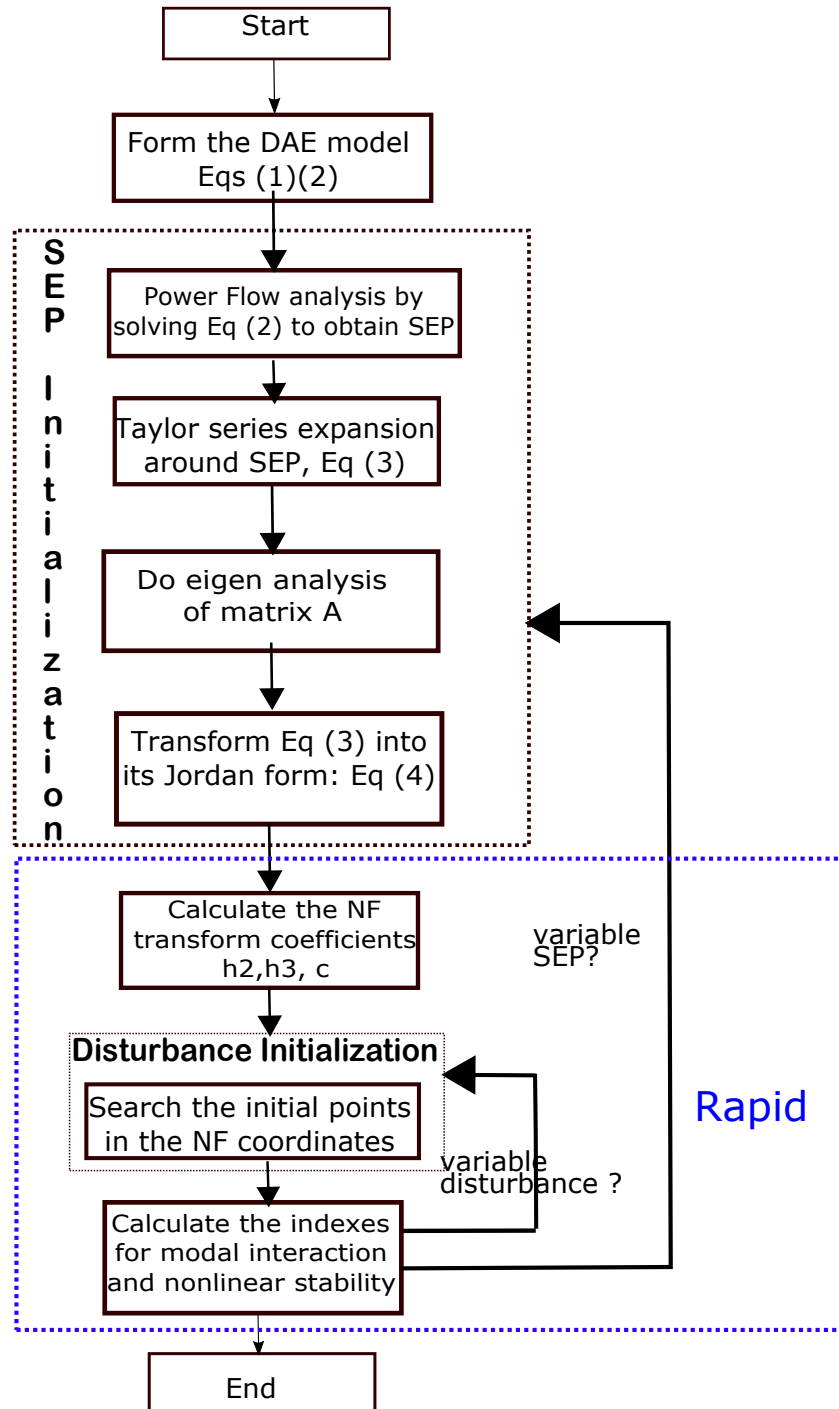 Start
Form the DAE model
Eqs (1)(2)
SEP Initialization
Power Flow analysis by
solving Eq (2) to obtain SEP
Taylor series expansion
around SEP, Eq (3)
Do eigen analysis
of matrix A
Transform Eq (3) into
its Jordan form: Eq (4)
Calculate the NF
transform coefficients
h2,h3, c
variable
SEP?
Disturbance Initialization
Search the initial points
in the NF coordinates
Rapid
variable
disturbance ?
Calculate the indexes
for modal interaction
and nonlinear stability
End